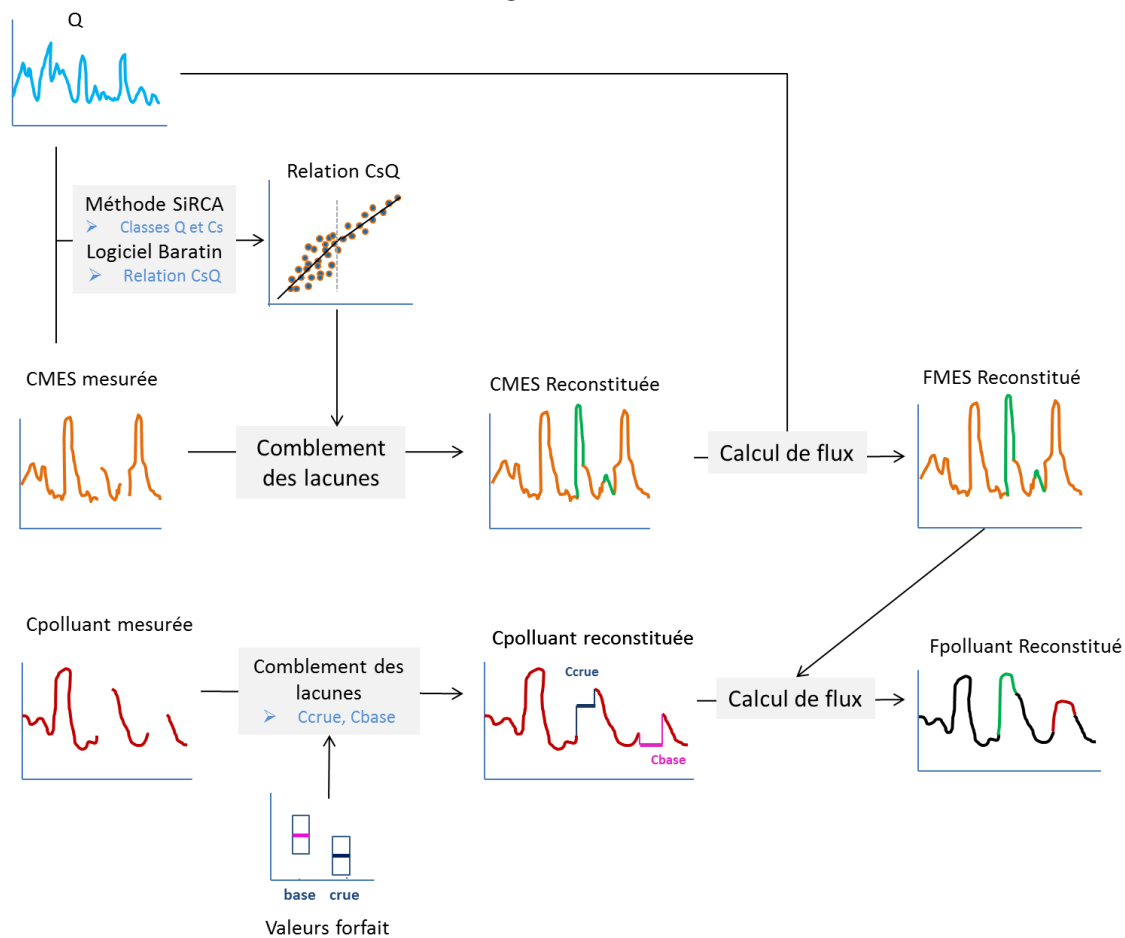 Q
Relation CsQ
Méthode SiRCA
➢ Classes Q et Cs
Logiciel Baratin
➢ Relation CsQ
CMES mesurée
CMES Reconstituée
FMES Reconstitué
Comblement
des lacunes
Calcul de flux
Cpolluant mesurée
Cpolluant reconstituée
Fpolluant Reconstitué
Comblement des
lacunes
➢ Ccrue, Cbase
Ccrue
Cbase
Calcul de flux
base crue
Valeurs forfait